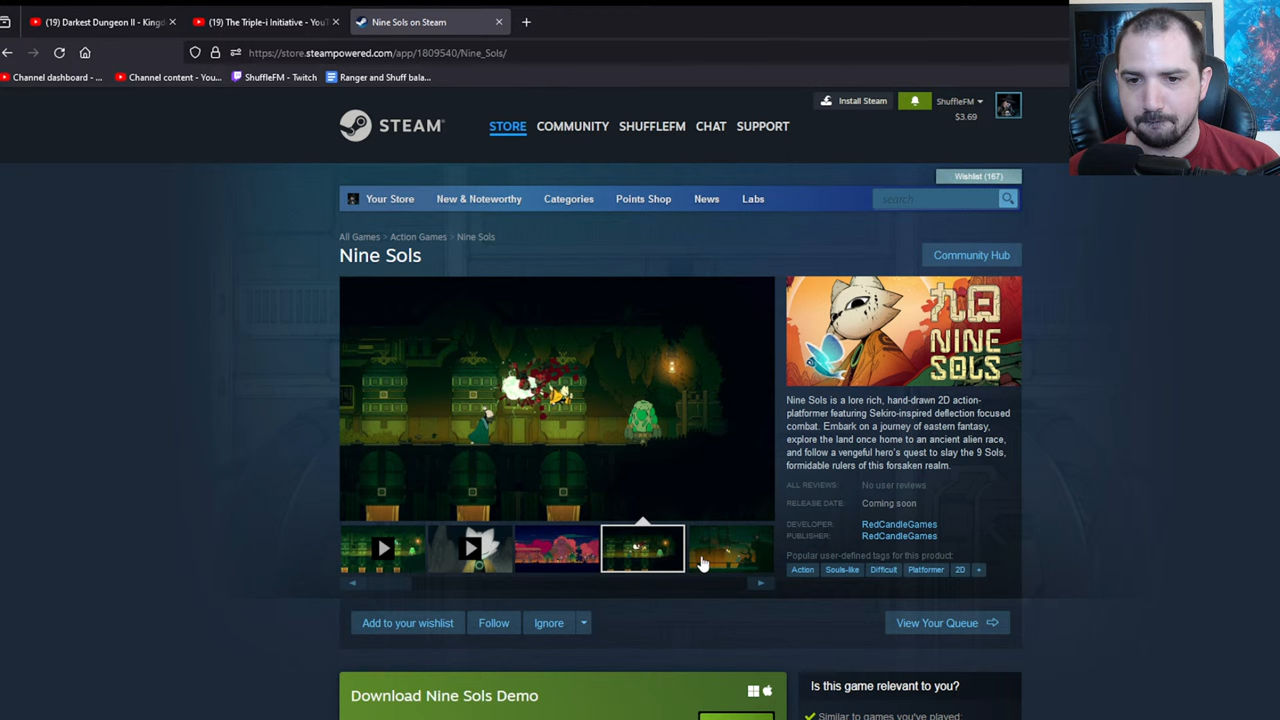 (19) Darkest Dungeon II - Kingd
(19) The Triple-i Initiative - YouT
Nine Sols on Steam
https://store.steampowered.com/app/1809540/Nine_Sols/
Channel dashboard - ...
Channel content - You...
ShuffleFM - Twitch
Ranger and Shuff bala...
Install Steam
ShuffleFM
$3.69
STEAM
STORE
COMMUNITY
SHUFFLEFM
CHAT
SUPPORT
Wishlist (167)
Your Store
New & Noteworthy
Categories
Points Shop
News
Labs
search
All Games > Action Games > Nine Sols
Nine Sols
Community Hub
九日
NINE
SOLS
Nine Sols is a lore rich, hand-drawn 2D action-
platformer featuring Sekiro-inspired deflection focused
combat. Embark on a journey of eastern fantasy,
explore the land once home to an ancient alien race,
and follow a vengeful hero's quest to slay the 9 Sols,
formidable rulers of this forsaken realm.
ALL REVIEWS: No user reviews
RELEASE DATE: Coming soon
DEVELOPER: RedCandleGames
PUBLISHER: RedCandleGames
Popular user-defined tags for this product:
Action
Souls-like
Difficult
Platformer
2D
+
Add to your wishlist
Follow
Ignore
View Your Queue
Download Nine Sols Demo
Is this game relevant to you?
Similar to games you've played: